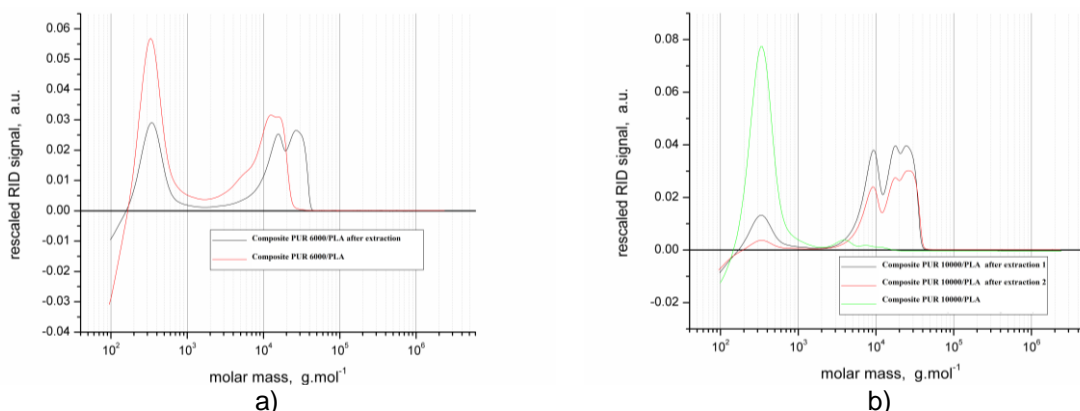 0.06
0.05
0.04
0.03
0.02
0.01
0.00
-0.01
-0.02
-0.03
-0.04
rescaled RID signal, a.u.
Composite PUR 6000/PLA after extraction
Composite PUR 6000/PLA
10² 10³ 10⁴ 10⁵ 10⁶
molar mass, g.mol⁻¹
a)
0.08
0.06
0.04
0.02
0.00
-0.02
rescaled RID signal, a.u.
Composite PUR 10000/PLA after extraction 1
Composite PUR 10000/PLA after extraction 2
Composite PUR 10000/PLA
10² 10³ 10⁴ 10⁵ 10⁶
molar mass, g.mol⁻¹
b)